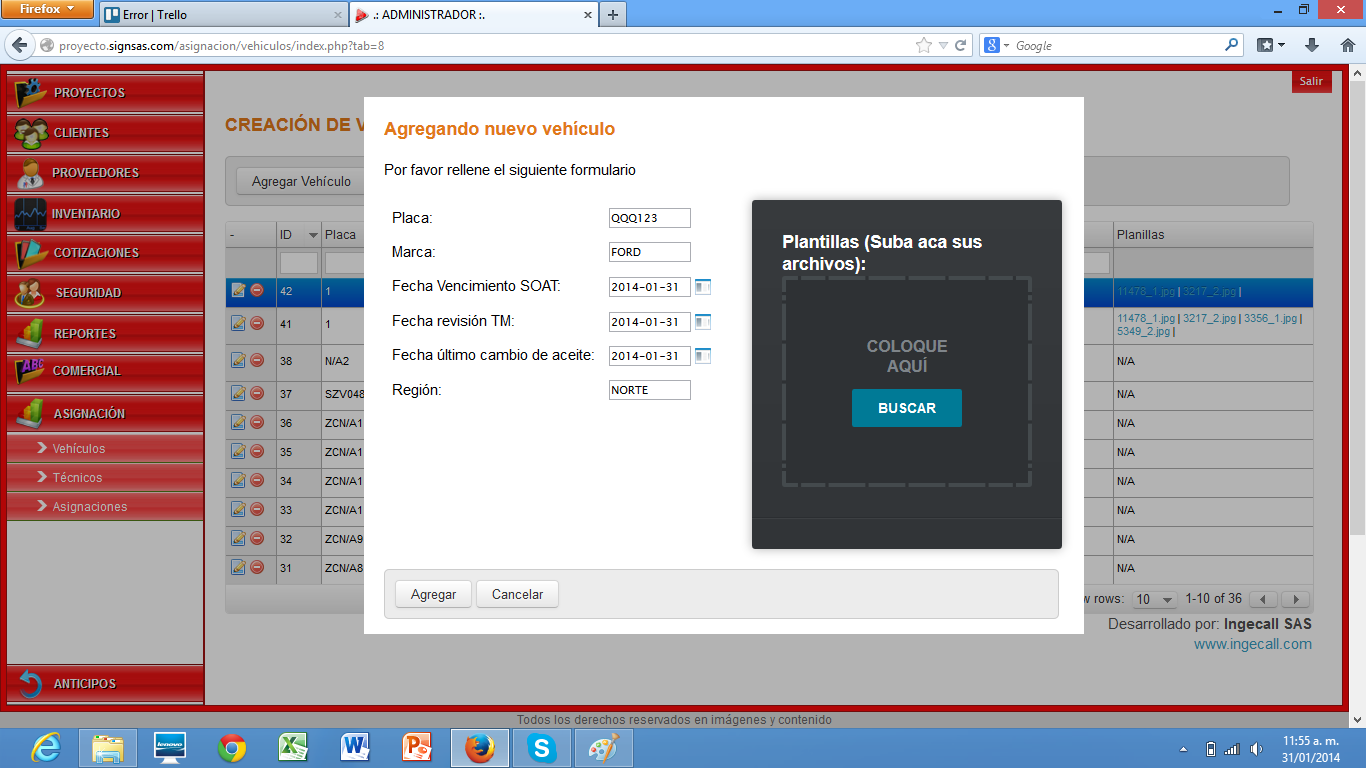 Firefox
Error | Trello
.: ADMINISTRADOR :.
proyecto.signsas.com/asignacion/vehiculos/index.php?tab=8
Google
PROYECTOS
CLIENTES
PROVEEDORES
INVENTARIO
COTIZACIONES
SEGURIDAD
REPORTES
COMERCIAL
ASIGNACIÓN
Vehículos
Técnicos
Asignaciones
ANTICIPOS
Salir
CREACIÓN DE V
Agregar Vehículo
- ID Placa Planillas
42 1 11478_1.jpg | 3217_2.jpg |
41 1 11478_1.jpg | 3217_2.jpg | 3356_1.jpg |
5349_2.jpg |
38 N/A2 N/A
37 SZV048 N/A
36 ZCN/A1 N/A
35 ZCN/A1 N/A
34 ZCN/A1 N/A
33 ZCN/A1 N/A
32 ZCN/A9 N/A
31 ZCN/A8 N/A
w rows: 10 1-10 of 36
Agregando nuevo vehículo
Por favor rellene el siguiente formulario
Placa: QQQ123
Marca: FORD
Fecha Vencimiento SOAT: 2014-01-31
Fecha revisión TM: 2014-01-31
Fecha último cambio de aceite: 2014-01-31
Región: NORTE
Plantillas (Suba aca sus
archivos):
COLOQUE
AQUÍ
BUSCAR
Agregar
Cancelar
Desarrollado por: Ingecall SAS
www.ingecall.com
Todos los derechos reservados en imágenes y contenido
11:55 a. m.
31/01/2014